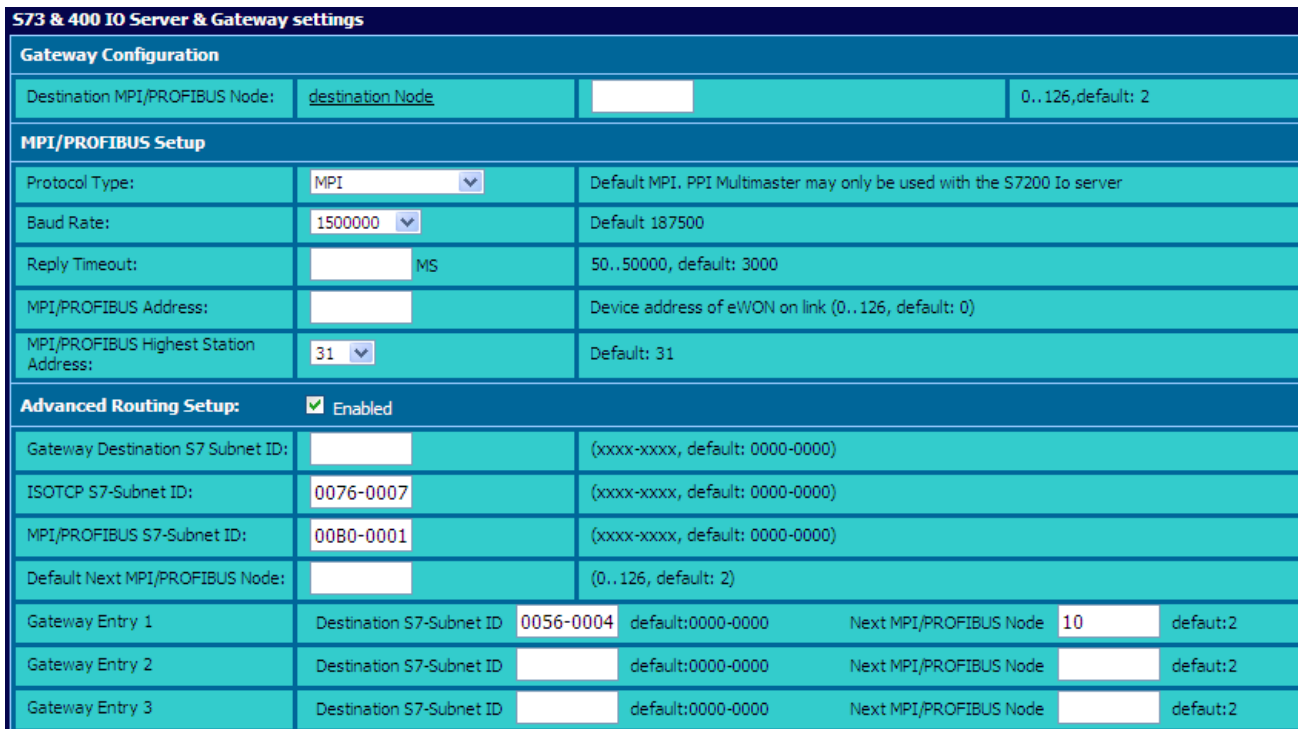 S73 & 400 IO Server & Gateway settings
Gateway Configuration
Destination MPI/PROFIBUS Node: destination Node 0..126,default: 2
MPI/PROFIBUS Setup
Protocol Type: MPI Default MPI. PPI Multimaster may only be used with the S7200 Io server
Baud Rate: 1500000 Default 187500
Reply Timeout: MS 50..50000, default: 3000
MPI/PROFIBUS Address: Device address of eWON on link (0..126, default: 0)
MPI/PROFIBUS Highest Station
Address: 31 Default: 31
Advanced Routing Setup: Enabled
Gateway Destination S7 Subnet ID: (xxxx-xxxx, default: 0000-0000)
ISOTCP S7-Subnet ID: 0076-0007 (xxxx-xxxx, default: 0000-0000)
MPI/PROFIBUS S7-Subnet ID: 00B0-0001 (xxxx-xxxx, default: 0000-0000)
Default Next MPI/PROFIBUS Node: (0..126, default: 2)
Gateway Entry 1 Destination S7-Subnet ID 0056-0004 default:0000-0000 Next MPI/PROFIBUS Node 10 defaut:2
Gateway Entry 2 Destination S7-Subnet ID default:0000-0000 Next MPI/PROFIBUS Node defaut:2
Gateway Entry 3 Destination S7-Subnet ID default:0000-0000 Next MPI/PROFIBUS Node defaut:2